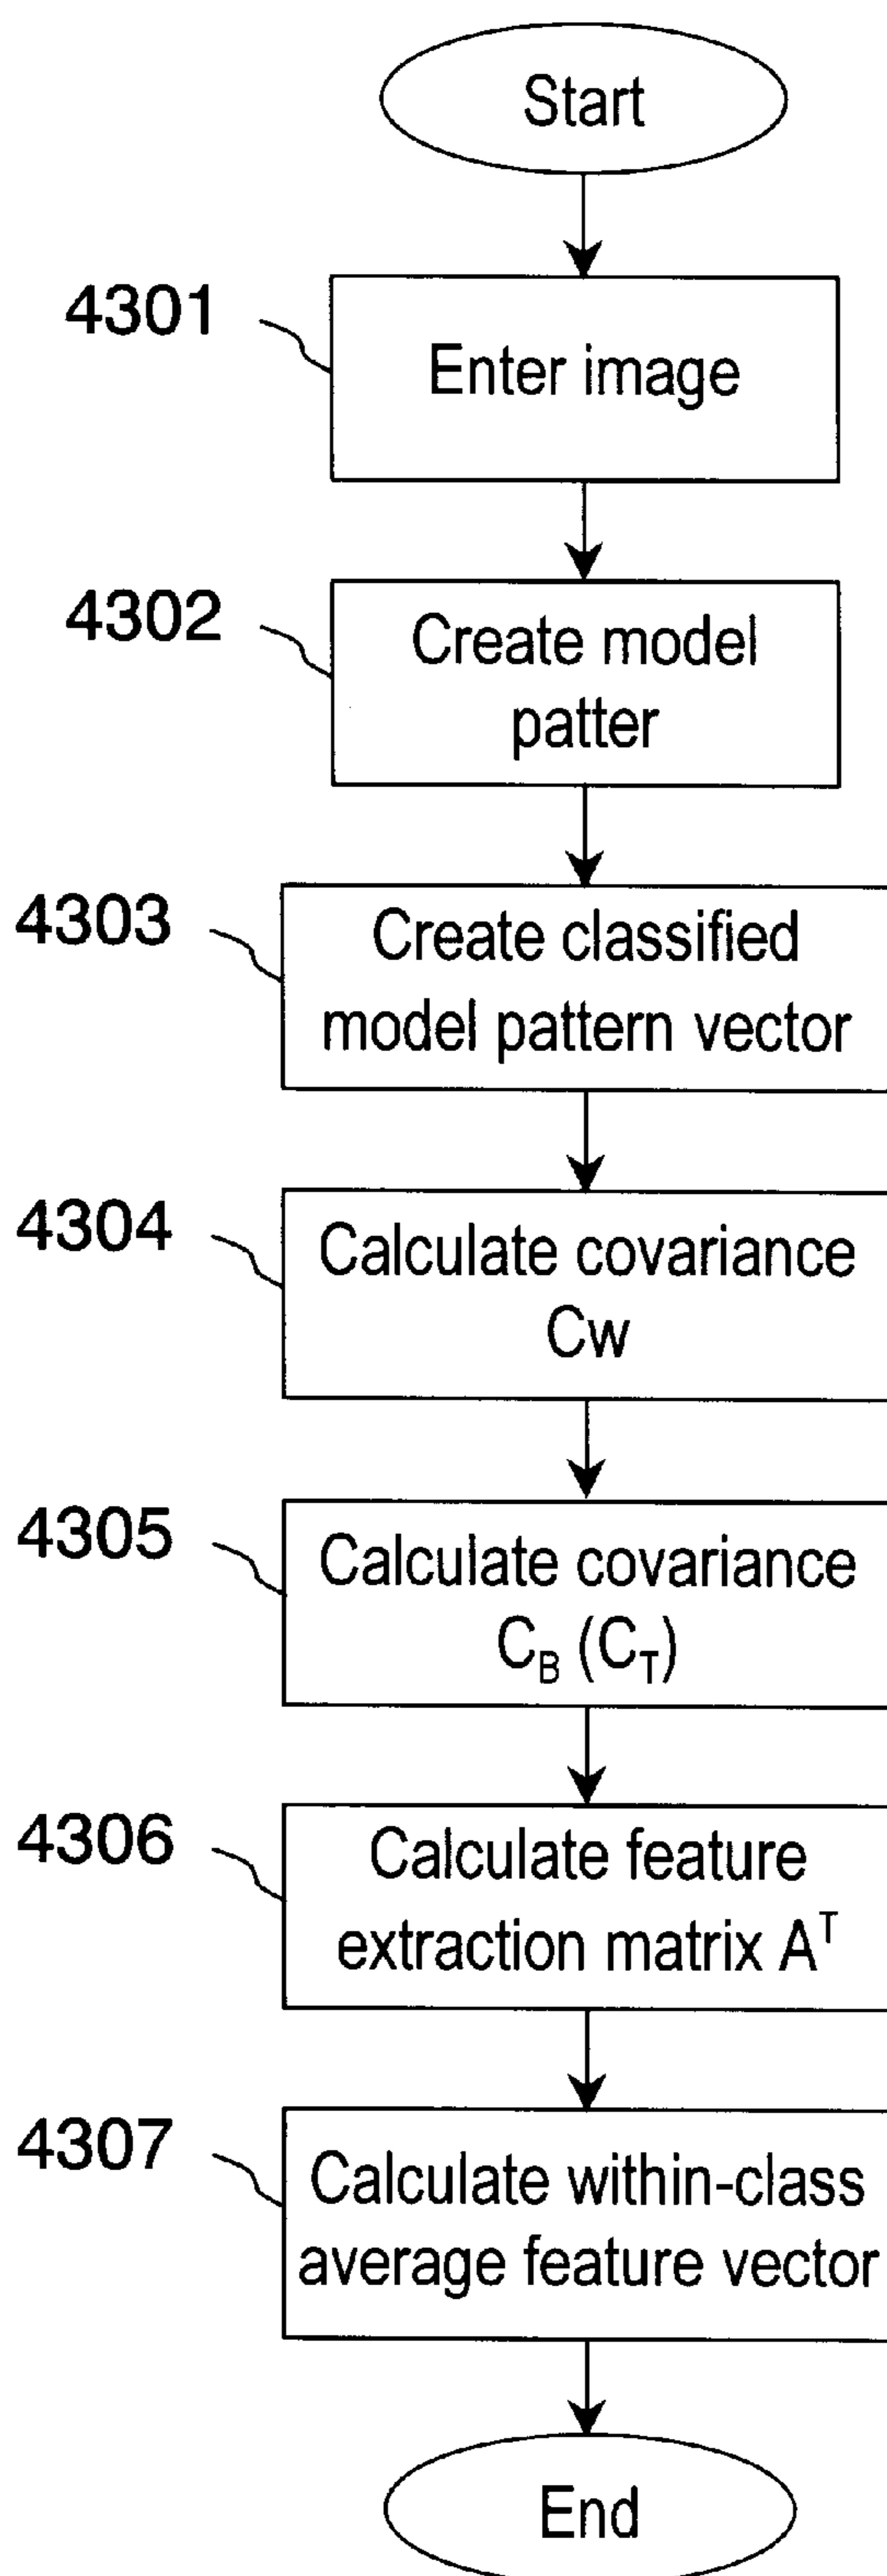 Start
4301
Enter image
4302
Create model
patter
4303
Create classified
model pattern vector
4304
Calculate covariance
Cw
4305
Calculate covariance
C_B (C_T)
4306
Calculate feature
extraction matrix A^T
4307
Calculate within-class
average feature vector
End